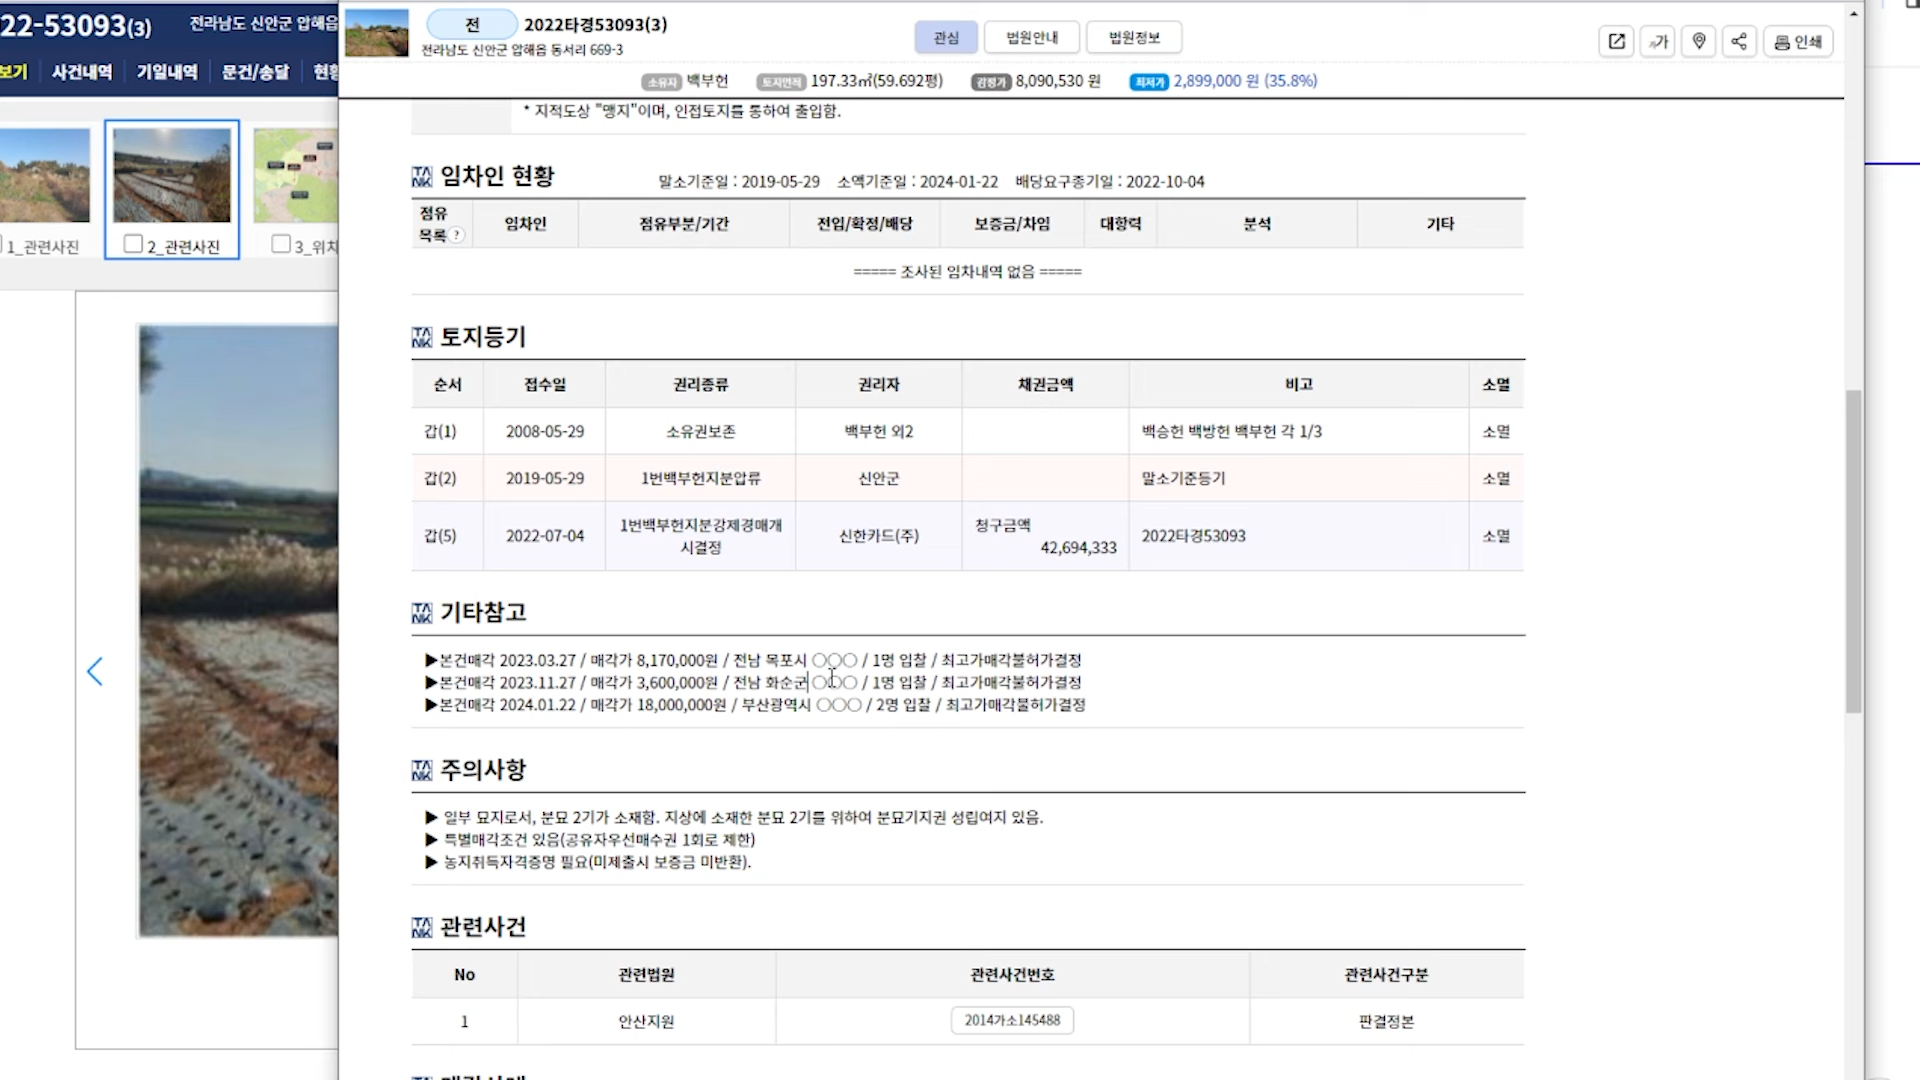 22-53093(3) 전라남도 신안군 압해읍
보기 사건내역 기일내역 문건/송달 현황
1_관련사진 2_관련사진 3_위치
전 2022타경53093(3)
전라남도 신안군 압해읍 동서리 669-3
관심 법원안내 법원정보
가 인쇄
소유자 백부헌 토지면적 197.33㎡(59.692평) 감정가 8,090,530 원 최저가 2,899,000 원 (35.8%)
* 지적도상 "맹지"이며, 인접토지를 통하여 출입함.
TANK 임차인 현황 말소기준일 : 2019-05-29 소액기준일 : 2024-01-22 배당요구종기일 : 2022-10-04
점유목록 ? 임차인 점유부분/기간 전입/확정/배당 보증금/차임 대항력 분석 기타
===== 조사된 임차내역 없음 =====
TANK 토지등기
순서 접수일 권리종류 권리자 채권금액 비고 소멸
갑(1) 2008-05-29 소유권보존 백부헌 외2 백승헌 백방헌 백부헌 각 1/3 소멸
갑(2) 2019-05-29 1번백부헌지분압류 신안군 말소기준등기 소멸
갑(5) 2022-07-04 1번백부헌지분강제경매개시결정 신한카드(주) 청구금액 42,694,333 2022타경53093 소멸
TANK 기타참고
▶본건매각 2023.03.27 / 매각가 8,170,000원 / 전남 목포시 ○○○ / 1명 입찰 / 최고가매각불허가결정
▶본건매각 2023.11.27 / 매각가 3,600,000원 / 전남 화순군 ○○○ / 1명 입찰 / 최고가매각불허가결정
▶본건매각 2024.01.22 / 매각가 18,000,000원 / 부산광역시 ○○○ / 2명 입찰 / 최고가매각불허가결정
TANK 주의사항
▶ 일부 묘지로서, 분묘 2기가 소재함. 지상에 소재한 분묘 2기를 위하여 분묘기지권 성립여지 있음.
▶ 특별매각조건 있음(공유자우선매수권 1회로 제한)
▶ 농지취득자격증명 필요(미제출시 보증금 미반환).
TANK 관련사건
No 관련법원 관련사건번호 관련사건구분
1 안산지원 2014가소145488 판결정본